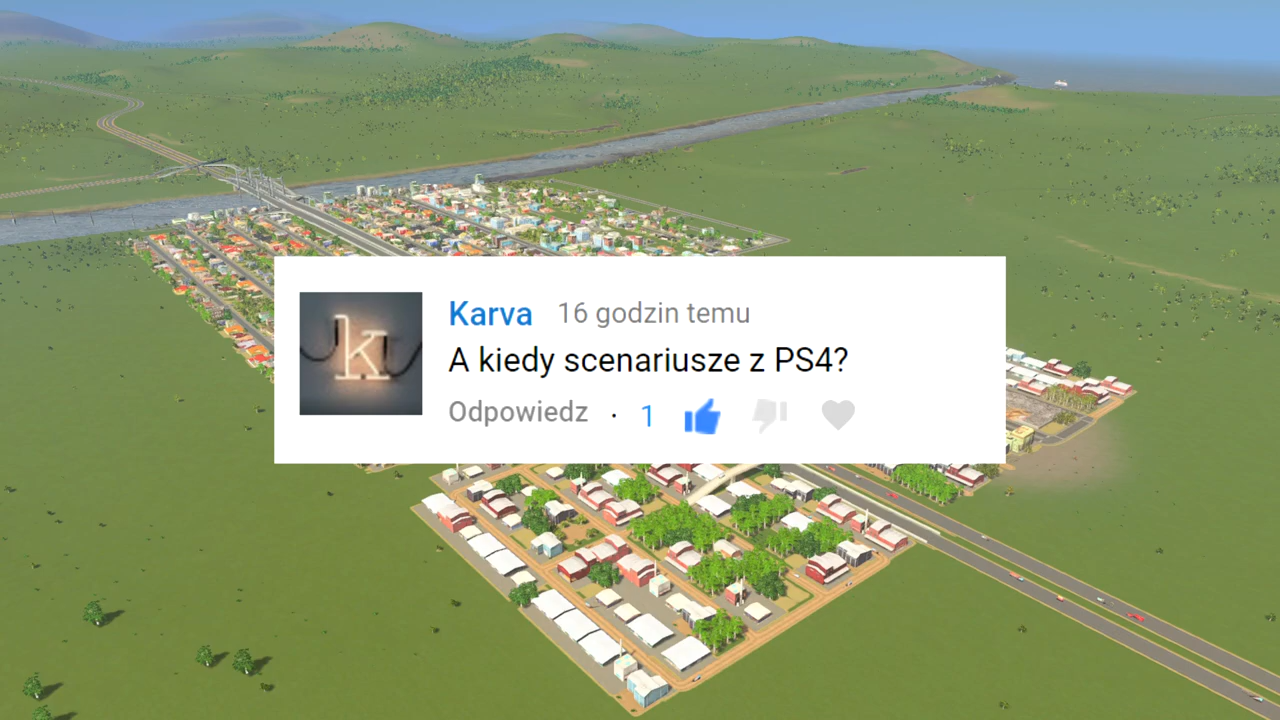 k
Karva 16 godzin temu
A kiedy scenariusze z PS4?
Odpowiedz · 1